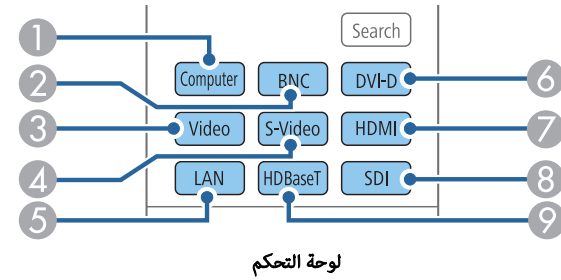 Search
1
Computer BNC DVI-D 6
2
3 Video S-Video HDMI 7
4
LAN HDBaseT SDI 8
5 9
لوحة التحكم